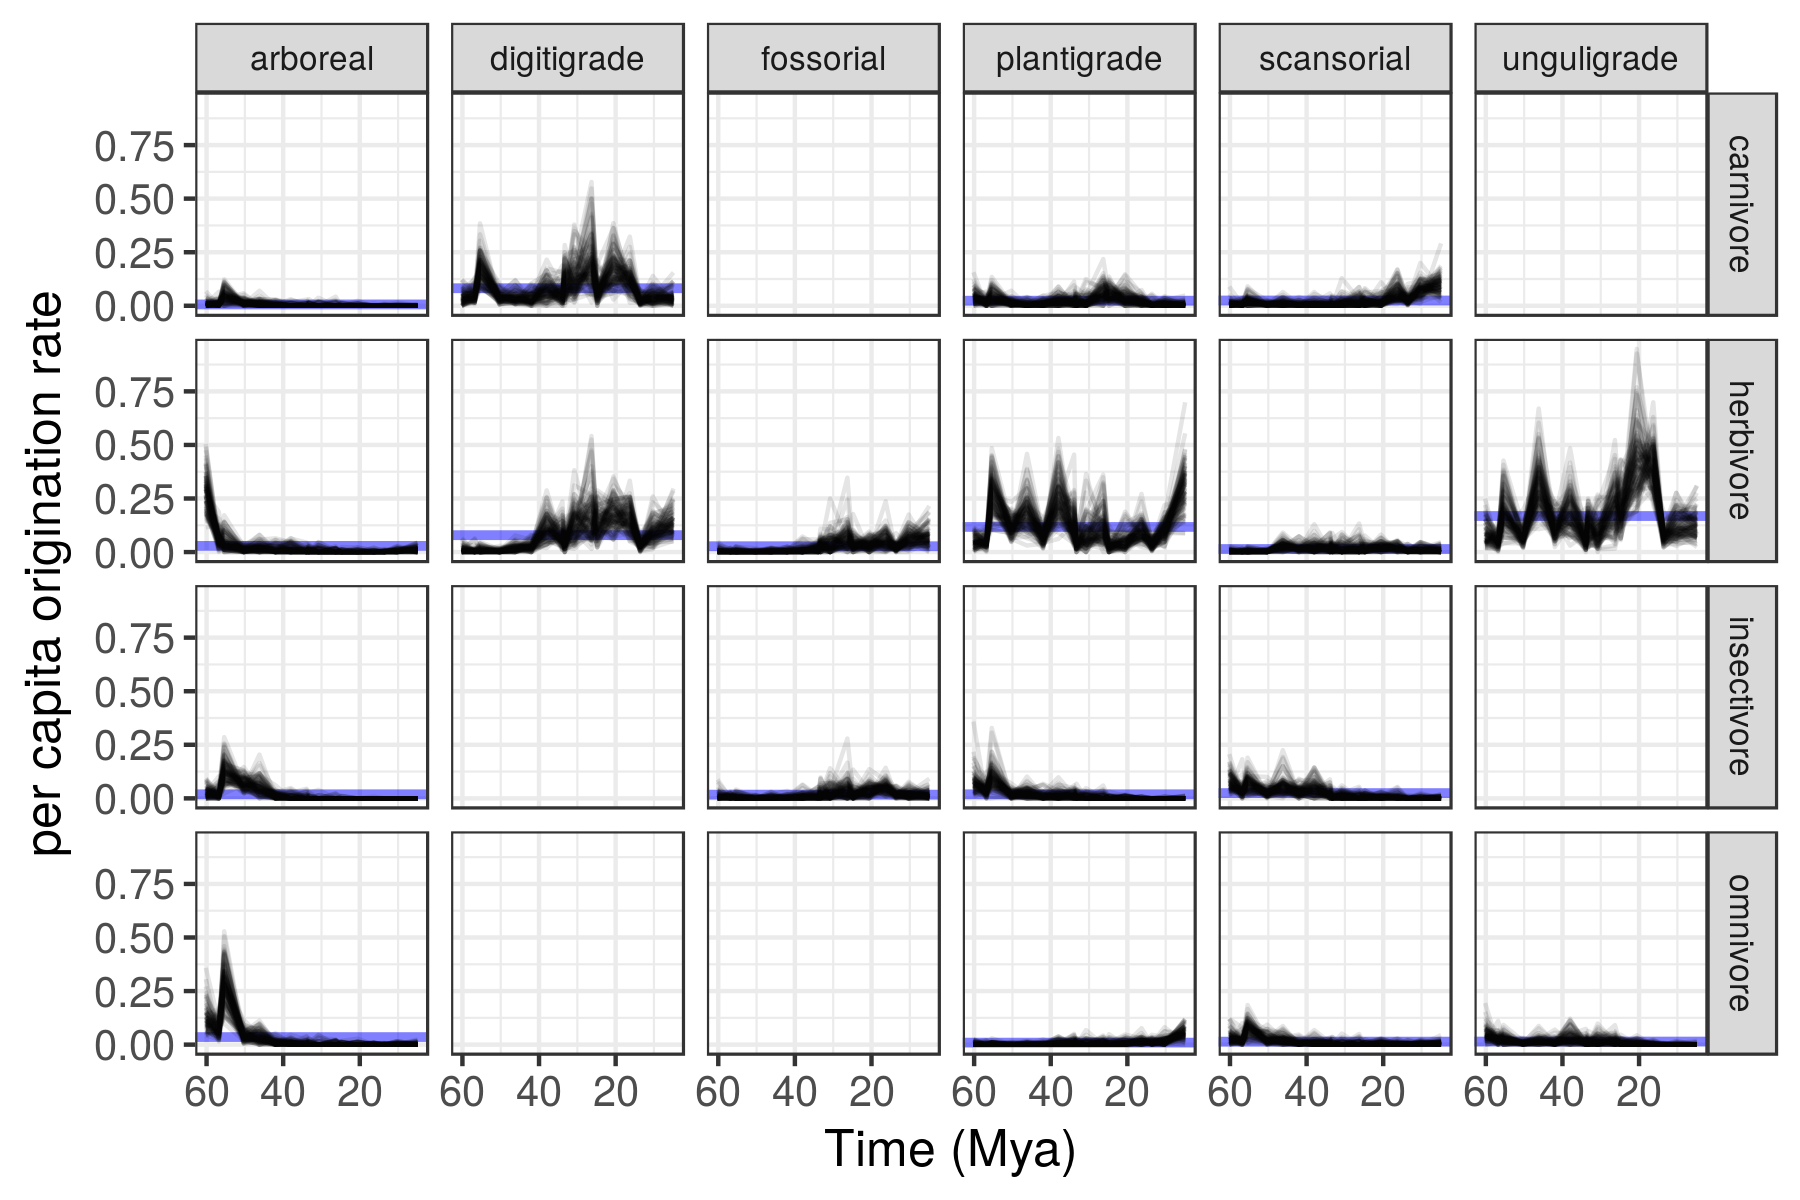 arboreal digitigrade fossorial plantigrade scansorial unguligrade
per capita origination rate
0.75
0.50
0.25
0.00
carnivore
0.75
0.50
0.25
0.00
herbivore
0.75
0.50
0.25
0.00
insectivore
0.75
0.50
0.25
0.00
omnivore
60 40 20 60 40 20 60 40 20 60 40 20 60 40 20 60 40 20
Time (Mya)